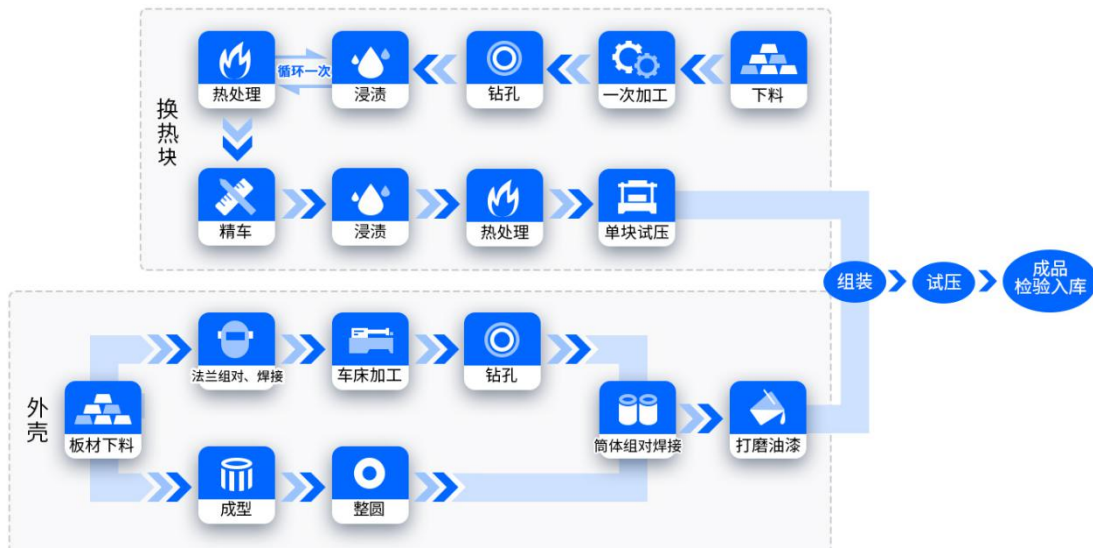 换热块
热处理
循环一次
浸渍
钻孔
一次加工
下料
精车
浸渍
热处理
单块试压
外壳
板材下料
法兰组对、焊接
车床加工
钻孔
成型
整圆
筒体组对焊接
打磨油漆
组装
试压
成品
检验入库